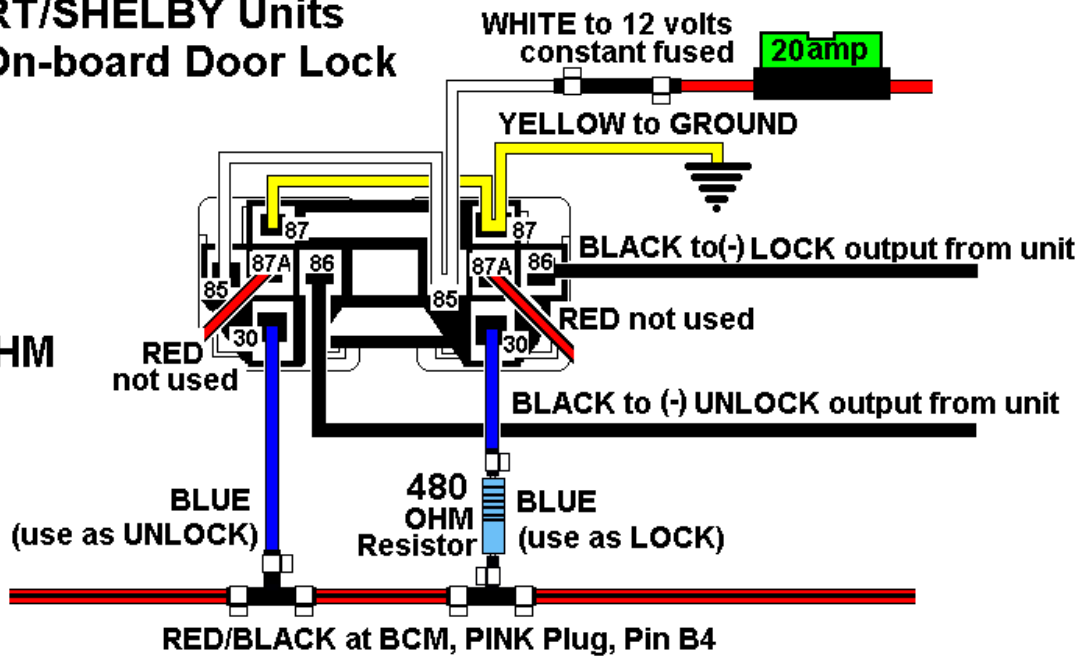 RT/SHELBY Units
On-board Door Lock
WHITE to 12 volts
constant fused
20 amp
YELLOW to GROUND
87
87
BLACK to(-) LOCK output from unit
87A
86
87A
86
85
85
RED not used
30
30
HM
RED
not used
BLACK to (-) UNLOCK output from unit
480
OHM
Resistor
BLUE
(use as UNLOCK)
BLUE
(use as LOCK)
RED/BLACK at BCM, PINK Plug, Pin B4